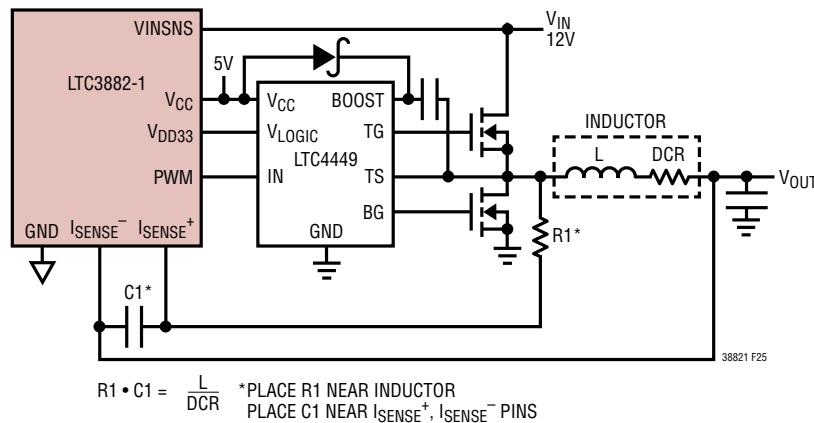 VINSNS
V_IN
12V
5V
LTC3882-1
V_CC
V_CC
BOOST
INDUCTOR
V_DD33
V_LOGIC
TG
LTC4449
L
DCR
PWM
IN
TS
V_OUT
BG
GND
I_SENSE^–
I_SENSE^+
GND
R1*
C1*
38821 F25
R1 • C1 = L/DCR *PLACE R1 NEAR INDUCTOR
PLACE C1 NEAR I_SENSE^+, I_SENSE^– PINS